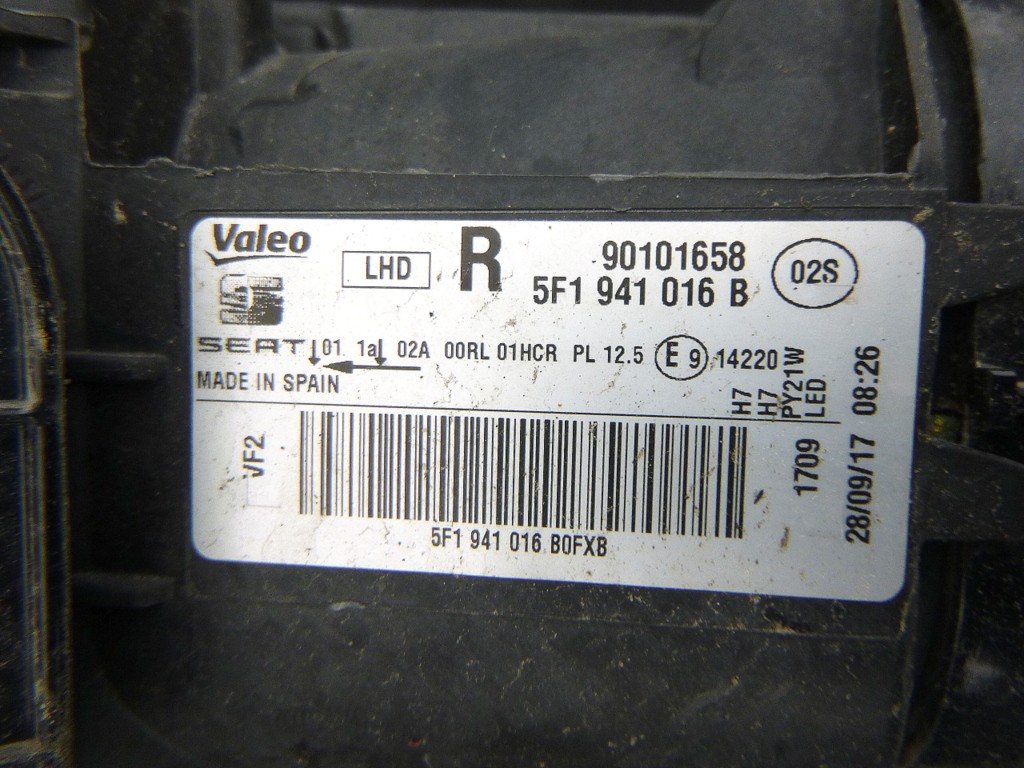 Valeo
LHD
R
90101658
5F1 941 016 B
02S
SEAT
01 1a 02A 00RL 01HCR PL 12.5 E 9 14220
MADE IN SPAIN
H7
H7
PY21W
LED
VF2
1709
28/09/17 08:26
5F1 941 016 B0FXB